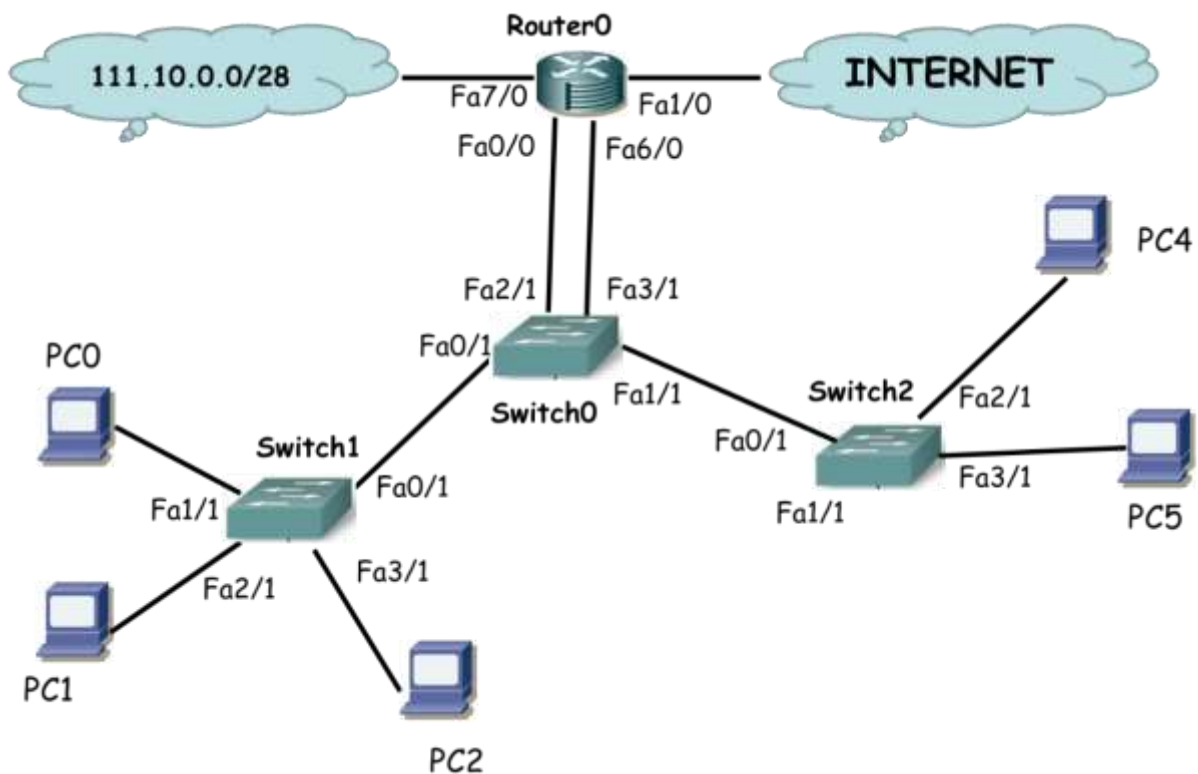 Router0
111.10.0.0/28
INTERNET
Fa7/0
Fa1/0
Fa0/0
Fa6/0
PC4
Fa2/1
Fa3/1
PC0
Fa0/1
Fa1/1
Switch0
Switch2
Fa2/1
Fa0/1
Fa3/1
Fa1/1
PC5
Switch1
Fa0/1
Fa1/1
Fa2/1
Fa3/1
PC1
PC2